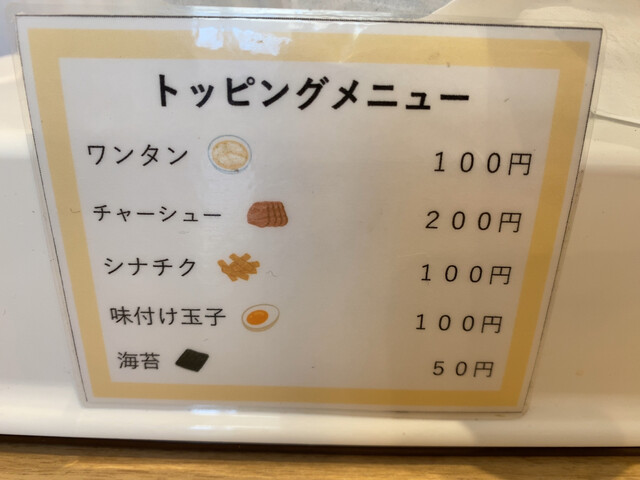 トッピングメニュー
ワンタン １００円
チャーシュー ２００円
シナチク １００円
味付け玉子 １００円
海苔 ５０円